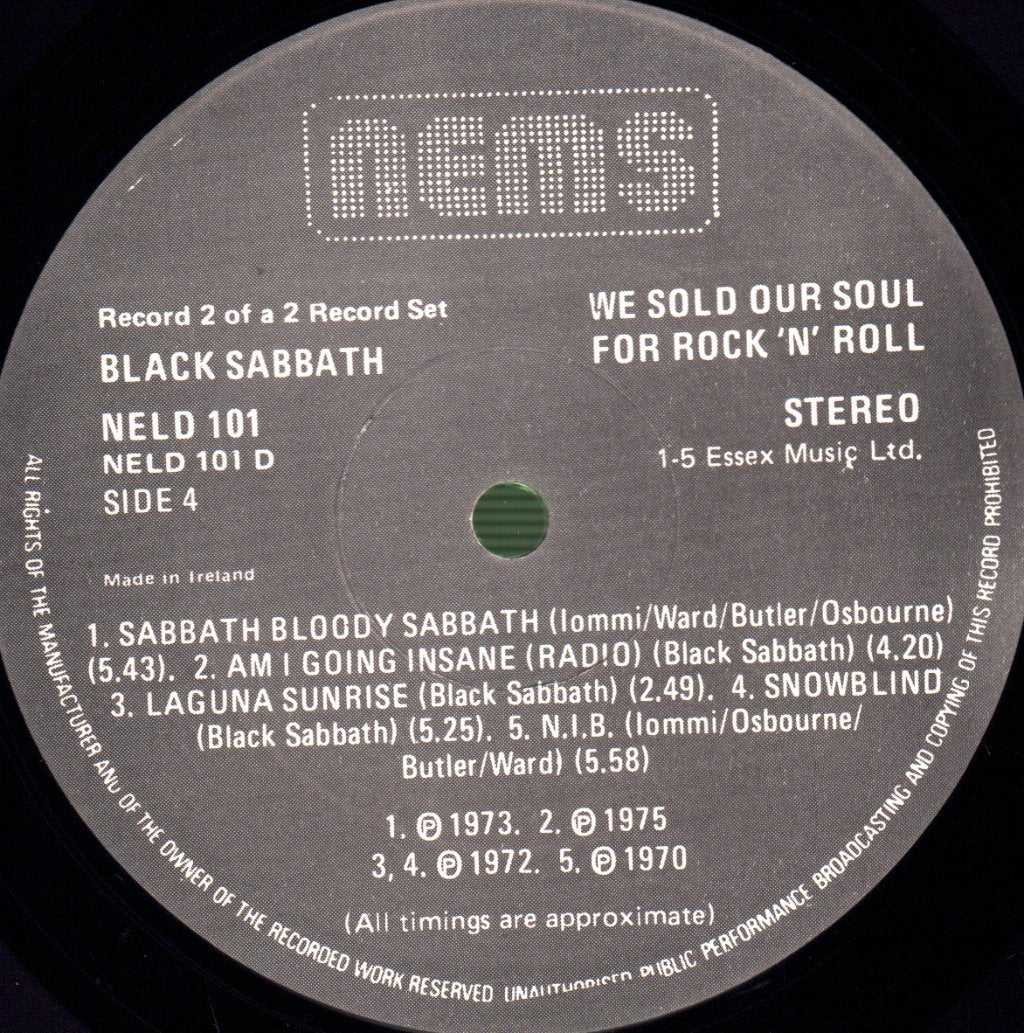 nems
Record 2 of a 2 Record Set
WE SOLD OUR SOUL
FOR ROCK 'N' ROLL
BLACK SABBATH
NELD 101
STEREO
NELD 101 D
1-5 Essex Music Ltd.
SIDE 4
Made in Ireland
1. SABBATH BLOODY SABBATH (Iommi/Ward/Butler/Osbourne)
(5.43). 2. AM I GOING INSANE (RADIO) (Black Sabbath) (4.20)
3. LAGUNA SUNRISE (Black Sabbath) (2.49). 4. SNOWBLIND
(Black Sabbath) (5.25). 5. N.I.B. (Iommi/Osbourne/
Butler/Ward) (5.58)
1. ℗ 1973. 2. ℗ 1975
3, 4. ℗ 1972. 5. ℗ 1970
(All timings are approximate)
ALL RIGHTS OF THE MANUFACTURER AND OF THE OWNER OF THE RECORDED WORK RESERVED UNAUTHORISED PUBLIC PERFORMANCE BROADCASTING AND COPYING OF THIS RECORD PROHIBITED